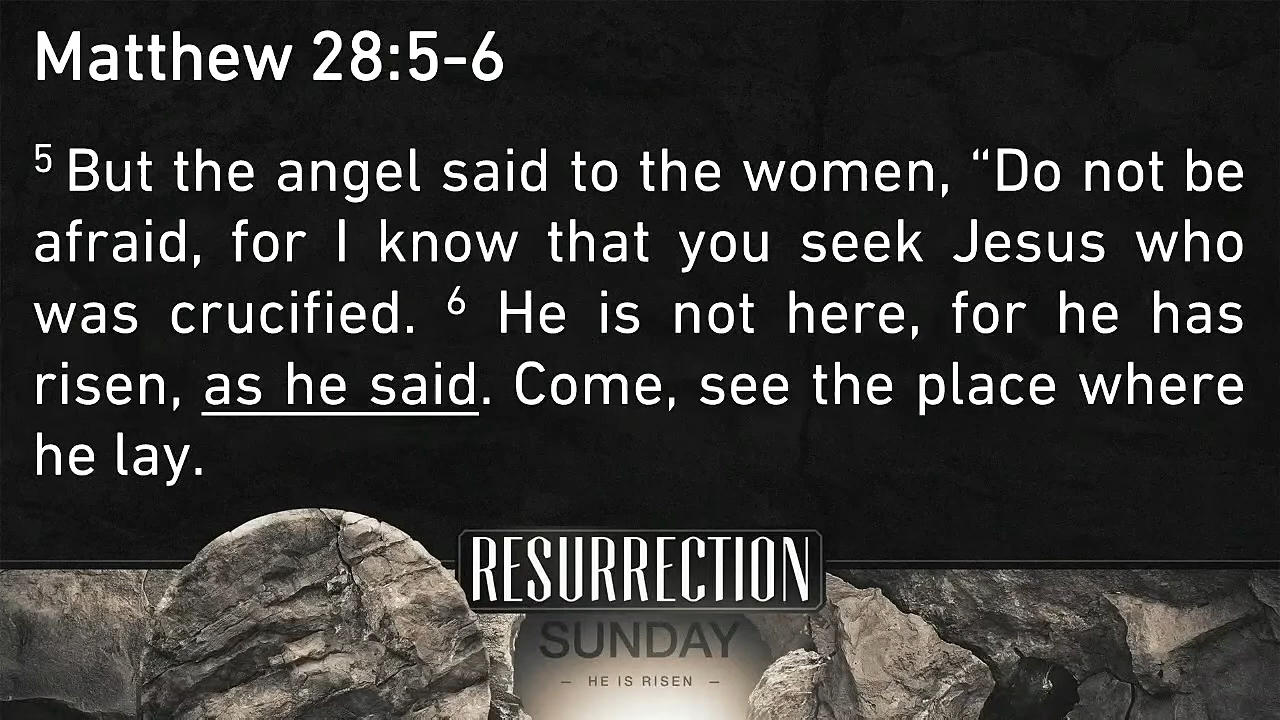 Matthew 28:5-6
5 But the angel said to the women, “Do not be
afraid, for I know that you seek Jesus who
was crucified. 6 He is not here, for he has
risen, as he said. Come, see the place where
he lay.
RESURRECTION
SUNDAY
– HE IS RISEN –